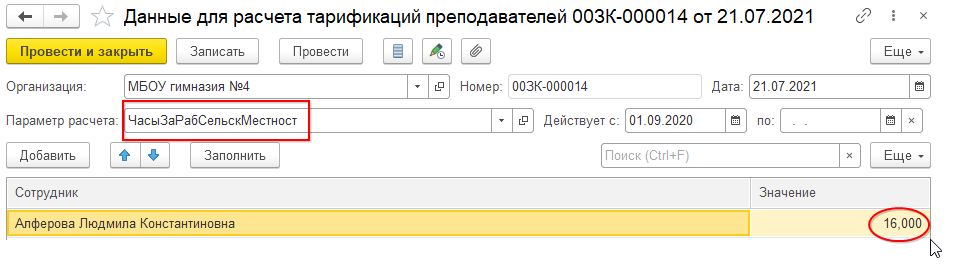 Данные для расчета тарификаций преподавателей 00ЗК-000014 от 21.07.2021
Провести и закрыть Записать Провести Еще
Организация: МБОУ гимназия №4 Номер: 00ЗК-000014 Дата: 21.07.2021
Параметр расчета: ЧасыЗаРабСельскМестност Действует с: 01.09.2020 по: . .
Добавить Заполнить Поиск (Ctrl+F) × Еще
Сотрудник Значение
Алферова Людмила Константиновна 16,000